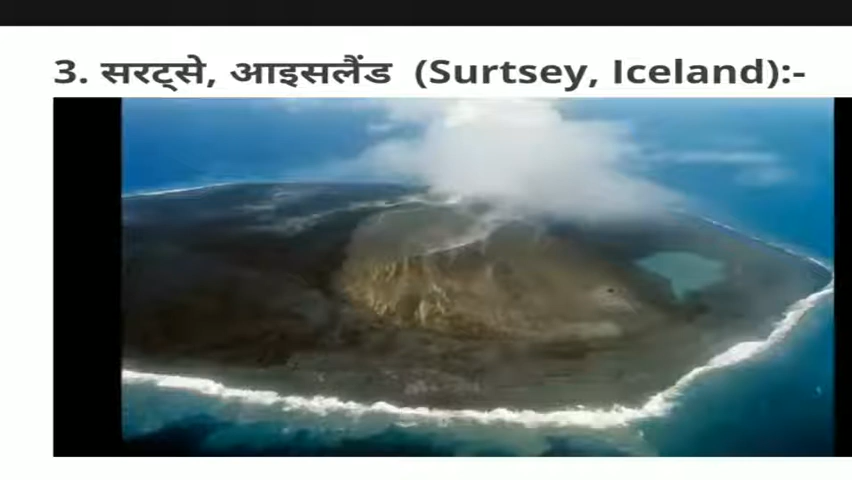 3. सरट्से, आइसलैंड (Surtsey, Iceland):-